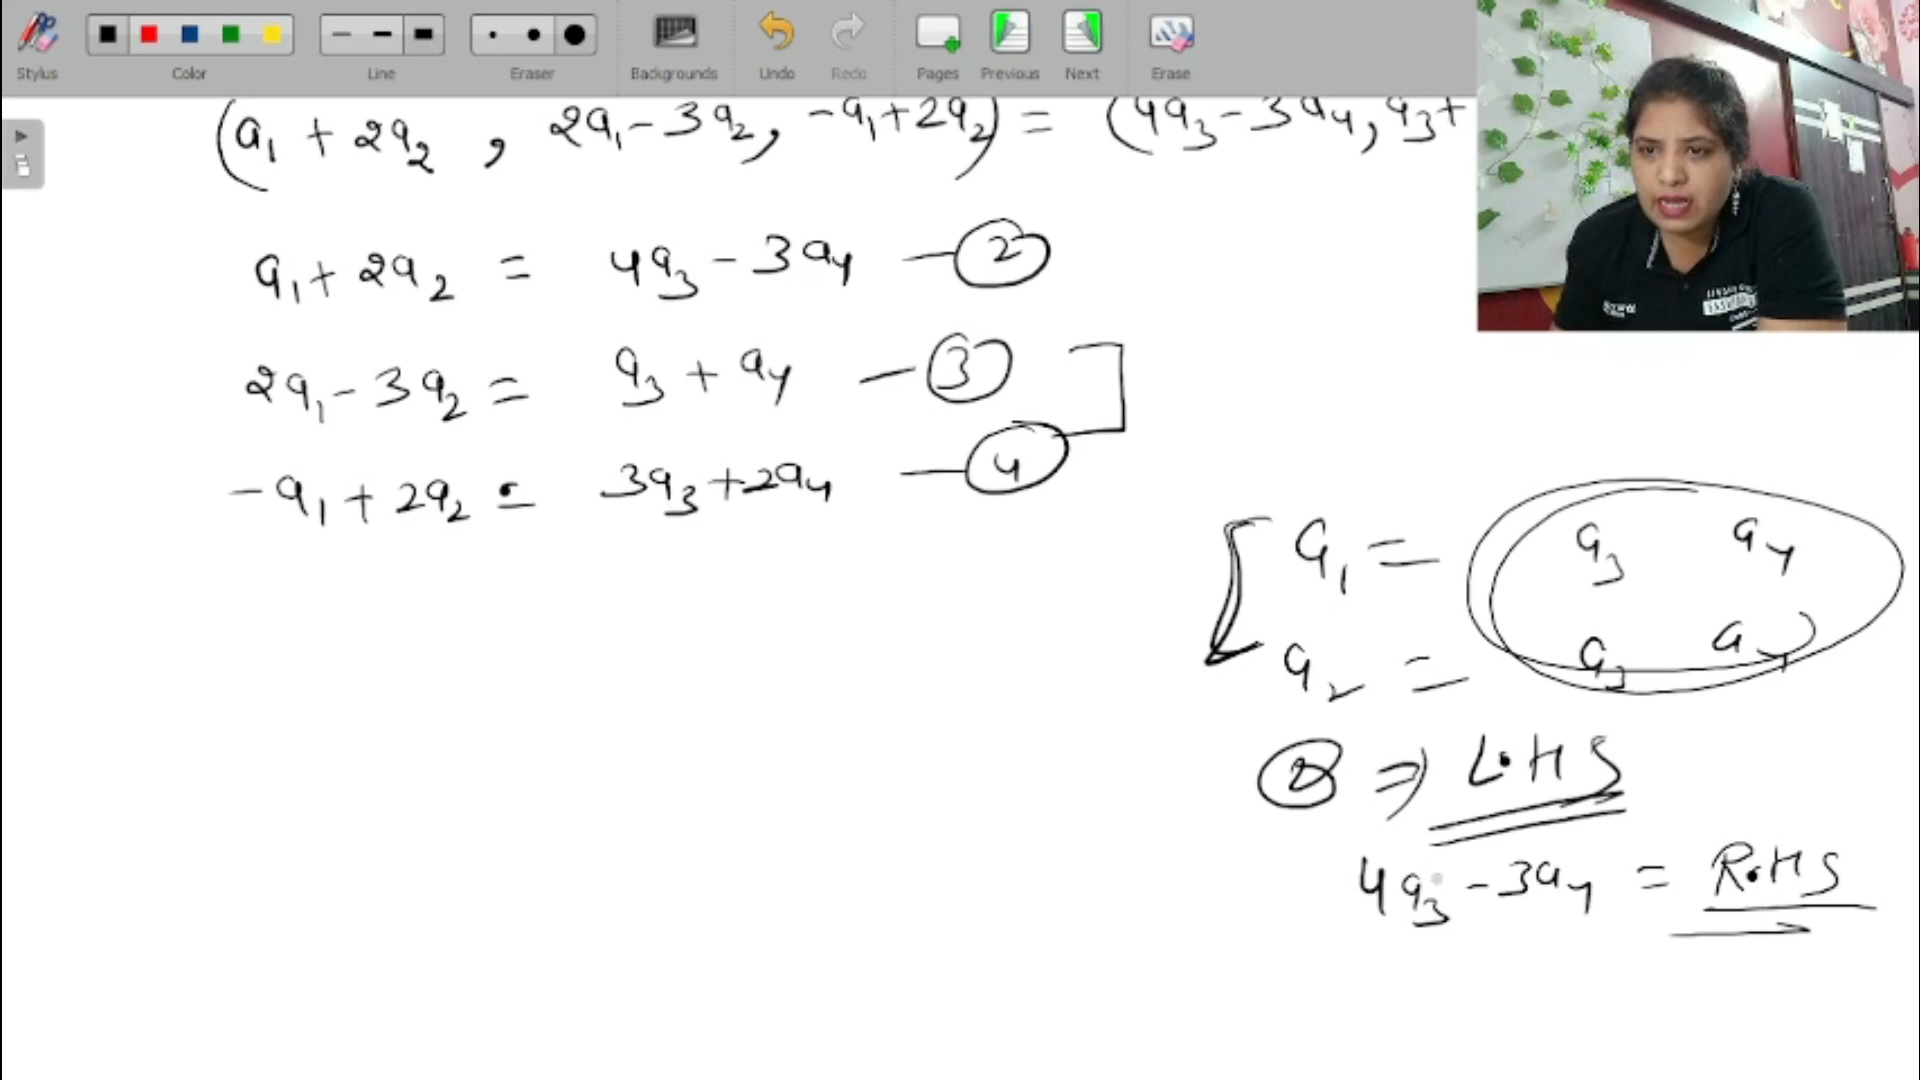 Stylus Color Line Eraser Backgrounds Undo Redo Pages Previous Next Erase
(a₁ + 2a₂ , 2a₁ - 3a₂, -a₁ + 2a₂) = (4a₃ - 3a₄, a₃ +
a₁ + 2a₂ = 4a₃ - 3a₄ — ②
2a₁ - 3a₂ = a₃ + a₄ — ③
-a₁ + 2a₂ = 3a₃ + 2a₄ — ④
a₁ = a₃ a₄
a₂ = a₃ a₄
② ⇒ L.H.S
4a₃ - 3a₄ = R.H.S